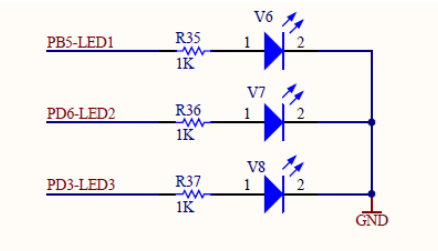 V6
PB5-LED1 R35 1 2
1K
V7
PD6-LED2 R36 1 2
1K
V8
PD3-LED3 R37 1 2
1K
GND